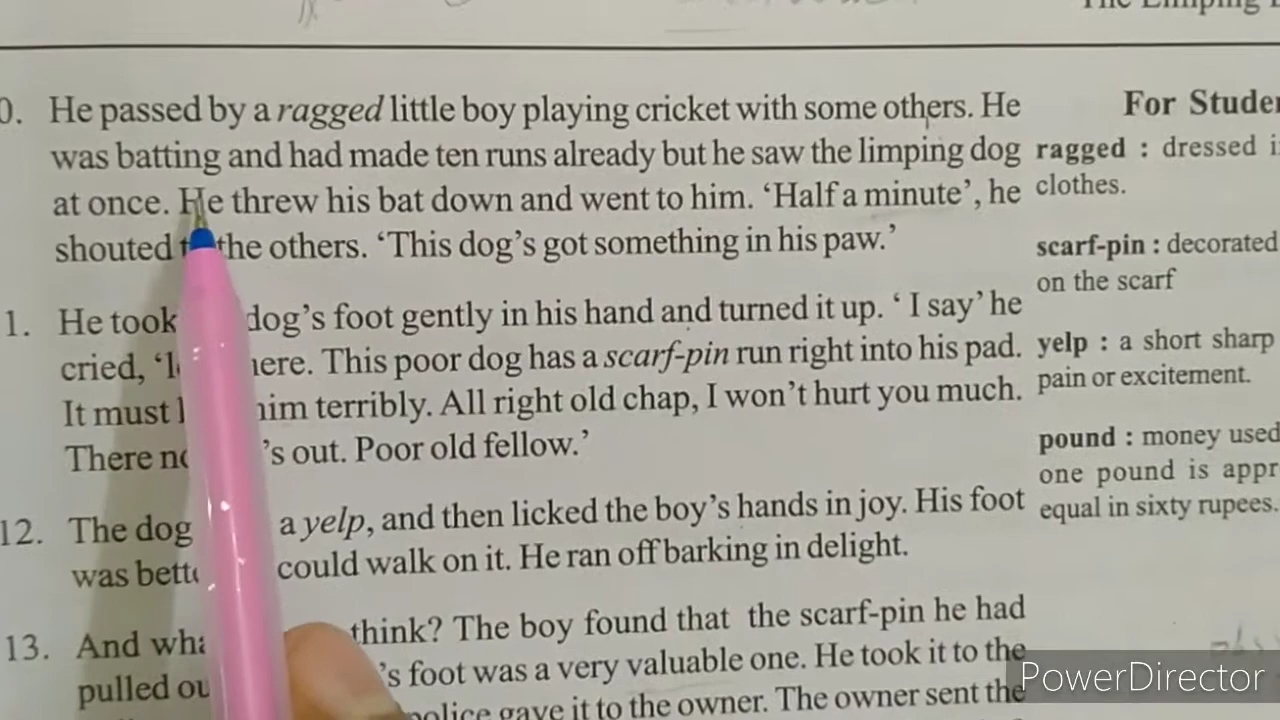 The Limping
0. He passed by a ragged little boy playing cricket with some others. He
was batting and had made ten runs already but he saw the limping dog
at once. He threw his bat down and went to him. ‘Half a minute’, he
shouted the others. ‘This dog’s got something in his paw.’
1. He took dog’s foot gently in his hand and turned it up. ‘ I say’ he
cried, here. This poor dog has a scarf-pin run right into his pad.
It must him terribly. All right old chap, I won’t hurt you much.
There ’s out. Poor old fellow.’
12. The dog a yelp, and then licked the boy’s hands in joy. His foot
was could walk on it. He ran off barking in delight.
13. And think? The boy found that the scarf-pin he had
pulled ’s foot was a very valuable one. He took it to the
police gave it to the owner. The owner sent the
For
ragged : dressed
clothes.
scarf-pin : decorated
on the scarf
yelp : a short sharp
pain or excitement.
pound : money used
one pound is
equal in sixty rupees.
PowerDirector